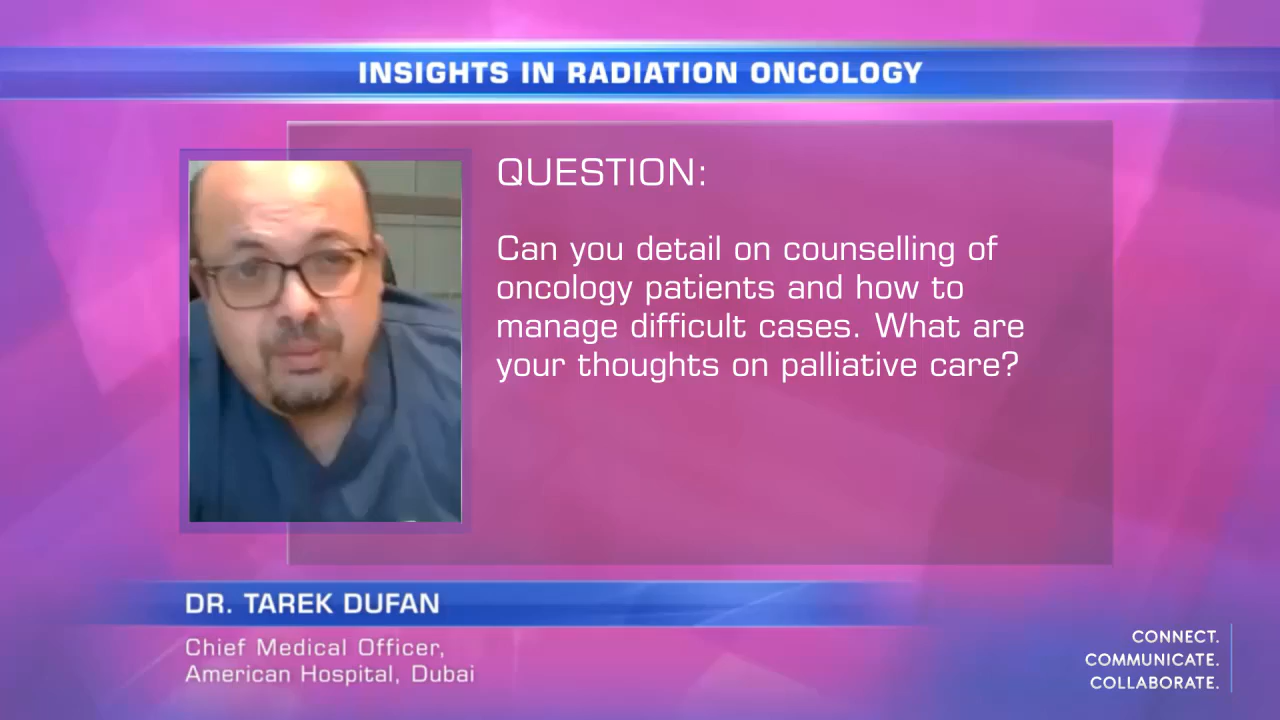 INSIGHTS IN RADIATION ONCOLOGY
QUESTION:
Can you detail on counselling of
oncology patients and how to
manage difficult cases. What are
your thoughts on palliative care?
DR. TAREK DUFAN
Chief Medical Officer,
American Hospital, Dubai
CONNECT.
COMMUNICATE.
COLLABORATE.